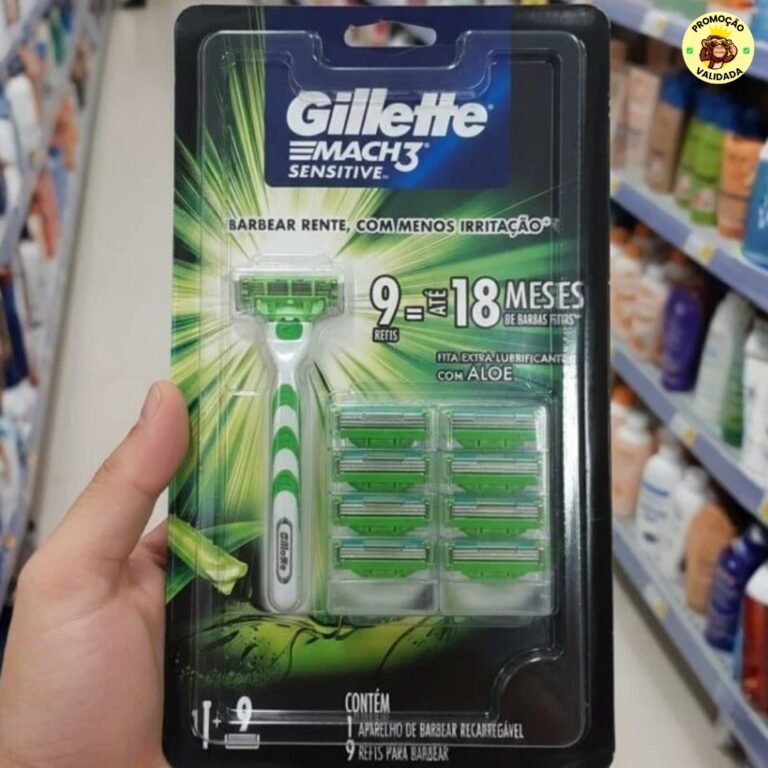 PROMOÇÃO
VALIDADA
Gillette®
MACH3®
SENSITIVE™
BARBEAR RENTE, COM MENOS IRRITAÇÃO
9 = ATÉ 18 MESES
REFIS
DE BARBAS FEITAS
FITA EXTRA LUBRIFICANTE
COM ALOE
Gillette
1 + 9
CONTÉM
1 APARELHO DE BARBEAR RECARREGÁVEL
9 REFIS PARA BARBEAR